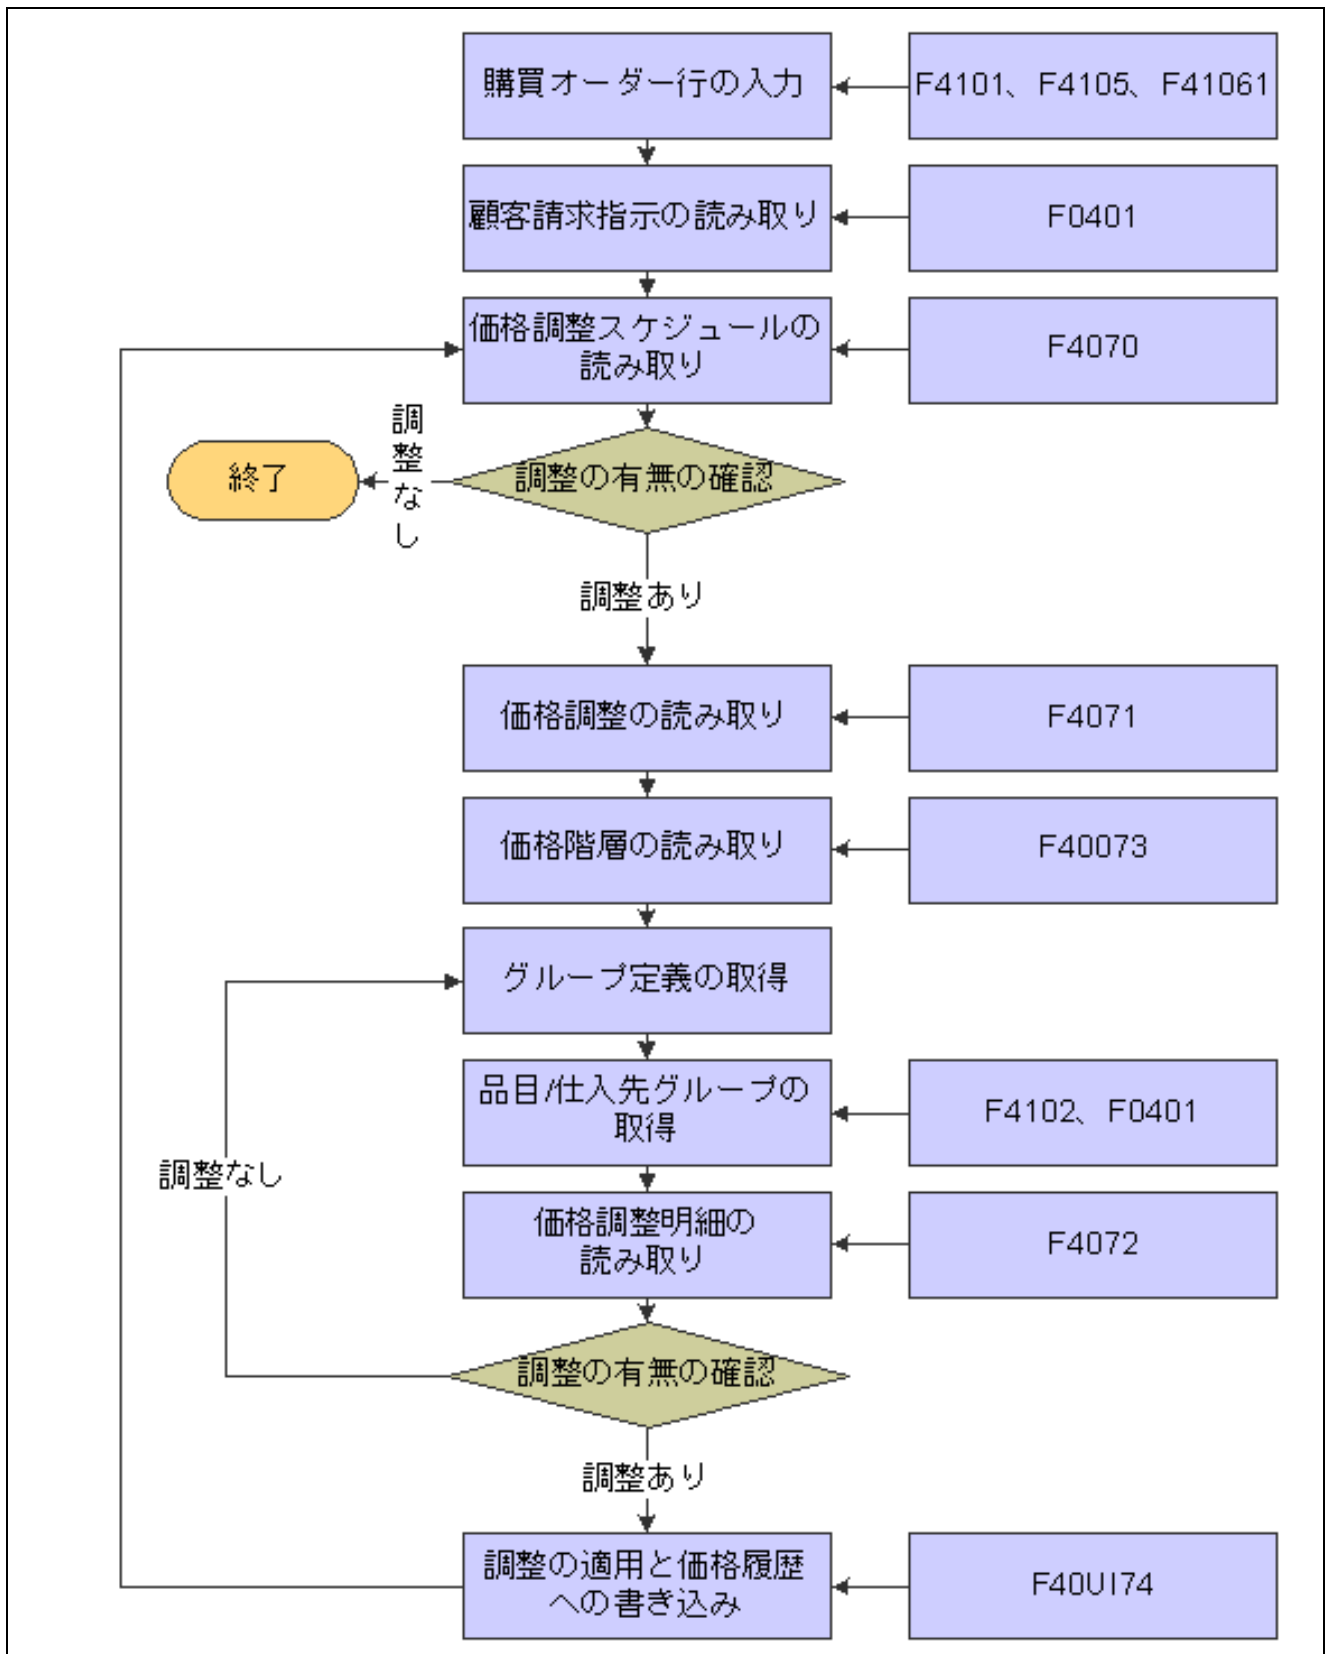 購買オーダー行の入力
F4101、F4105、F41061
顧客請求指示の読み取り
F0401
価格調整スケジュールの
読み取り
F4070
調整の有無の確認
調
整
な
し
終了
調整あり
価格調整の読み取り
F4071
価格階層の読み取り
F40073
グループ定義の取得
品目/仕入先グループの
取得
F4102、F0401
調整なし
価格調整明細の
読み取り
F4072
調整の有無の確認
調整あり
調整の適用と価格履歴
への書き込み
F40UI74